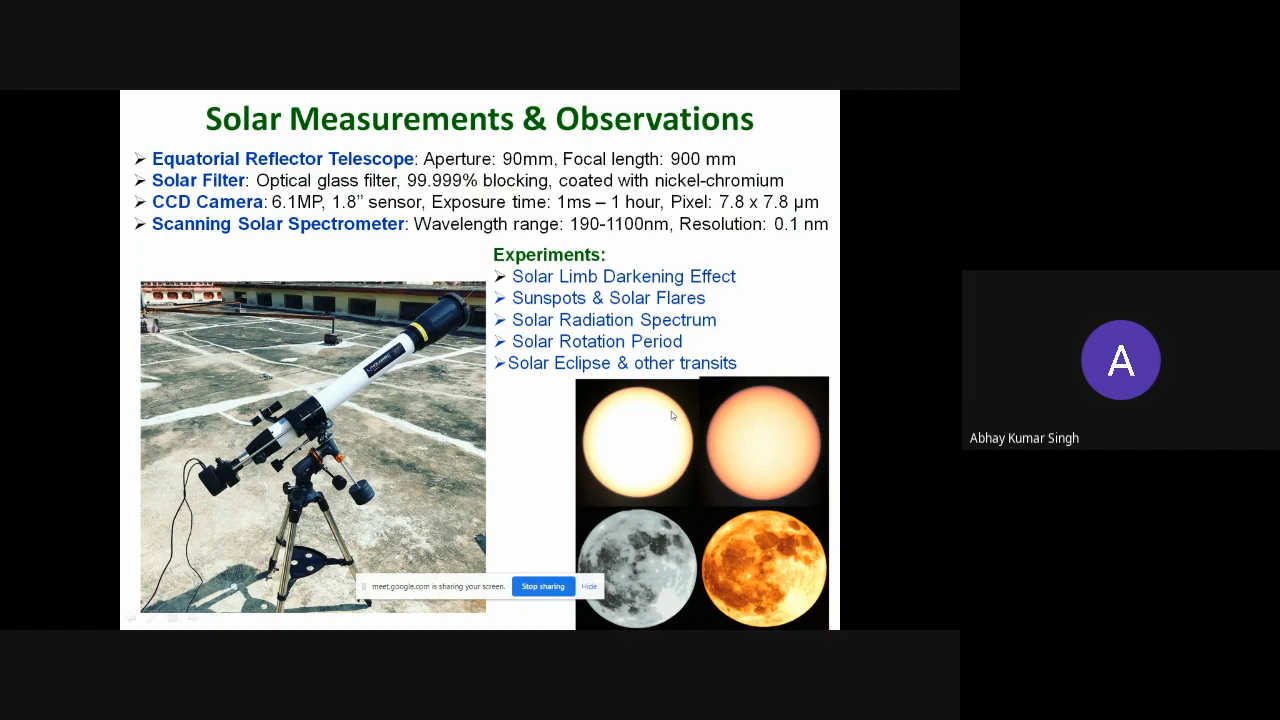 Solar Measurements & Observations
Equatorial Reflector Telescope: Aperture: 90mm, Focal length: 900 mm
Solar Filter: Optical glass filter, 99.999% blocking, coated with nickel-chromium
CCD Camera: 6.1MP, 1.8” sensor, Exposure time: 1ms – 1 hour, Pixel: 7.8 x 7.8 µm
Scanning Solar Spectrometer: Wavelength range: 190-1100nm, Resolution: 0.1 nm
Experiments:
Solar Limb Darkening Effect
Sunspots & Solar Flares
Solar Radiation Spectrum
Solar Rotation Period
Solar Eclipse & other transits
meet.google.com is sharing your screen. Stop sharing Hide
A
Abhay Kumar Singh